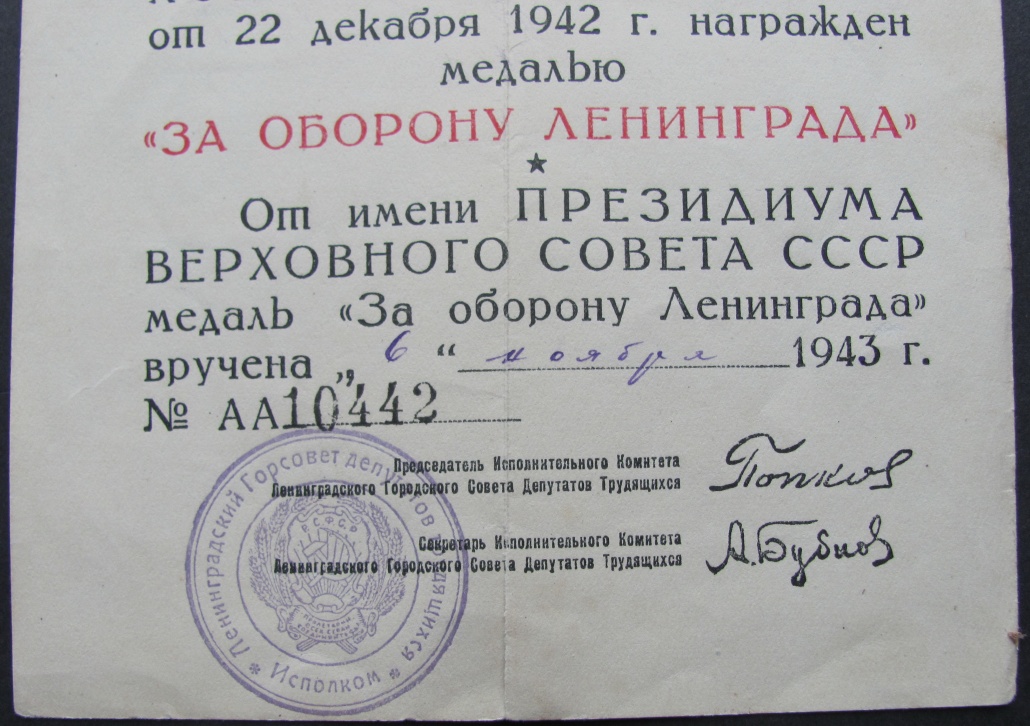 от 22 декабря 1942 г. награжден
медалью
«ЗА ОБОРОНУ ЛЕНИНГРАДА»
От имени ПРЕЗИДИУМА
ВЕРХОВНОГО СОВЕТА СССР
медаль «За оборону Ленинграда»
вручена „6“ ноября 1943 г.
№ АА10442
Председатель Исполнительного Комитета
Ленинградского Городского Совета Депутатов Трудящихся
Попков
Секретарь Исполнительного Комитета
Ленинградского Городского Совета Депутатов Трудящихся
А. Бубнов
Ленинградский Горсовет депутатов трудящихся
* Исполком *
РСФСР